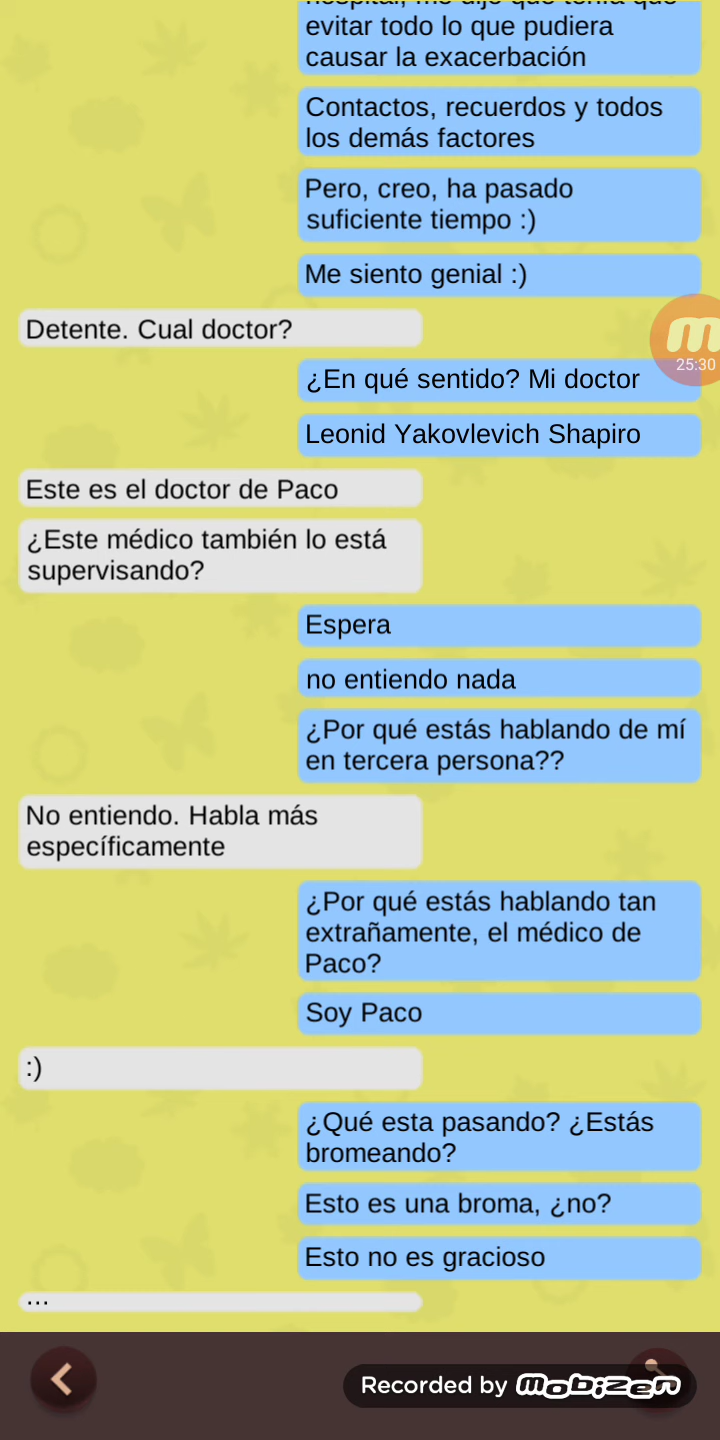 evitar todo lo que pudiera
causar la exacerbación
Contactos, recuerdos y todos
los demás factores
Pero, creo, ha pasado
suficiente tiempo :)
Me siento genial :)
Detente. Cual doctor?
25:30
¿En qué sentido? Mi doctor
Leonid Yakovlevich Shapiro
Este es el doctor de Paco
¿Este médico también lo está
supervisando?
Espera
no entiendo nada
¿Por qué estás hablando de mí
en tercera persona??
No entiendo. Habla más
específicamente
¿Por qué estás hablando tan
extrañamente, el médico de
Paco?
Soy Paco
:)
¿Qué esta pasando? ¿Estás
bromeando?
Esto es una broma, ¿no?
Esto no es gracioso
...
Recorded by mobizen